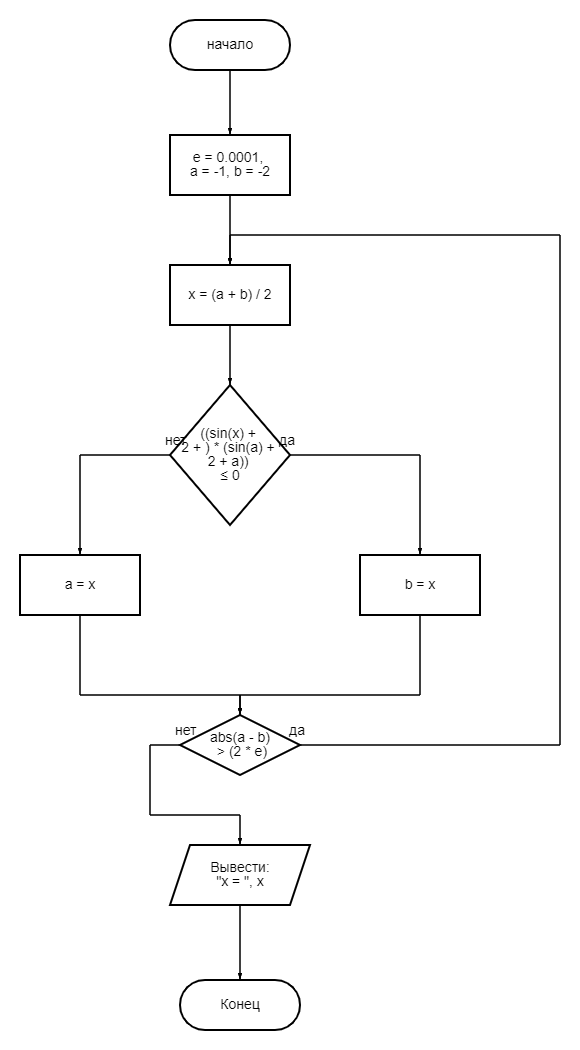 начало
e = 0.0001,
a = -1, b = -2
x = (a + b) / 2
нет
да
((sin(x) +
2 + ) * (sin(a) +
2 + a))
≤ 0
a = x
b = x
нет
да
abs(a - b)
> (2 * e)
Вывести:
"x = ", x
Конец